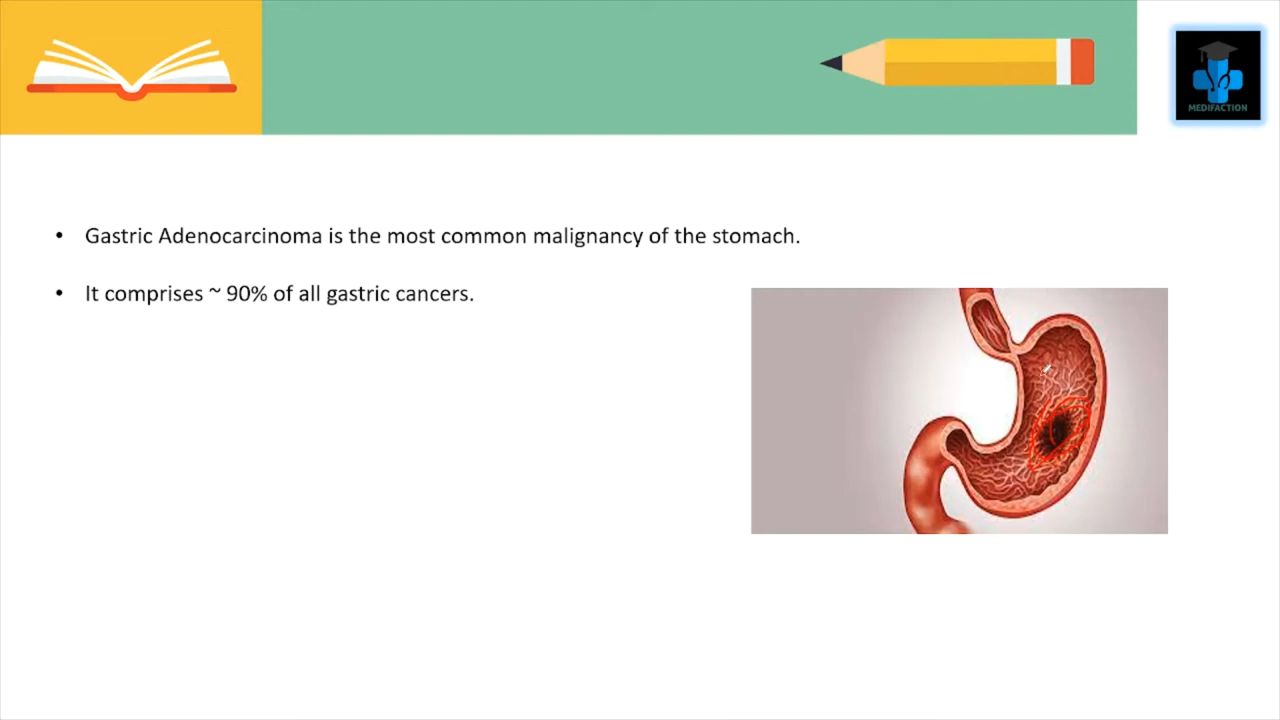 MEDIFACTION
• Gastric Adenocarcinoma is the most common malignancy of the stomach.
• It comprises ~ 90% of all gastric cancers.